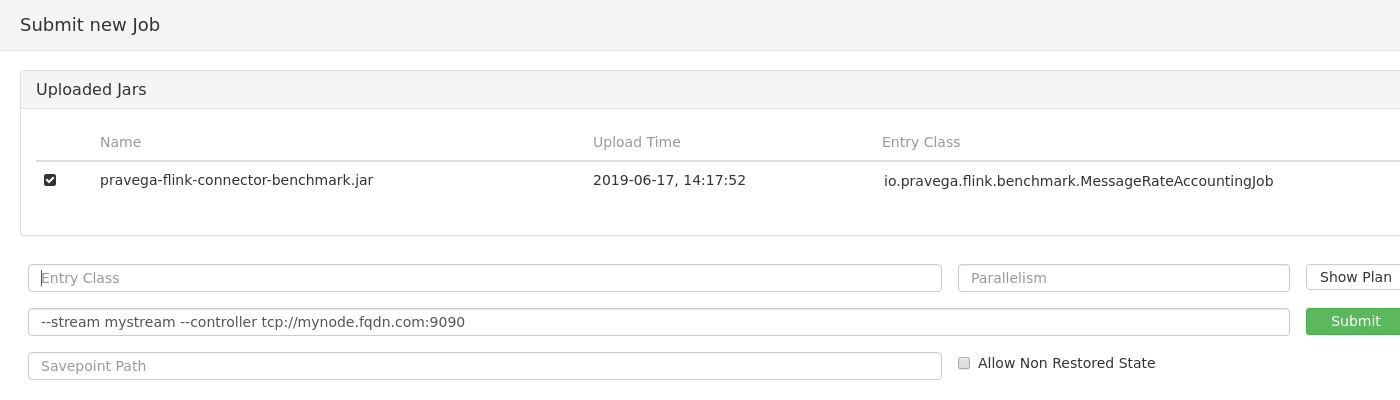 Submit new Job
Uploaded Jars
Name Upload Time Entry Class
pravega-flink-connector-benchmark.jar 2019-06-17, 14:17:52 io.pravega.flink.benchmark.MessageRateAccountingJob
Entry Class Parallelism Show Plan
--stream mystream --controller tcp://mynode.fqdn.com:9090 Submit
Savepoint Path Allow Non Restored State